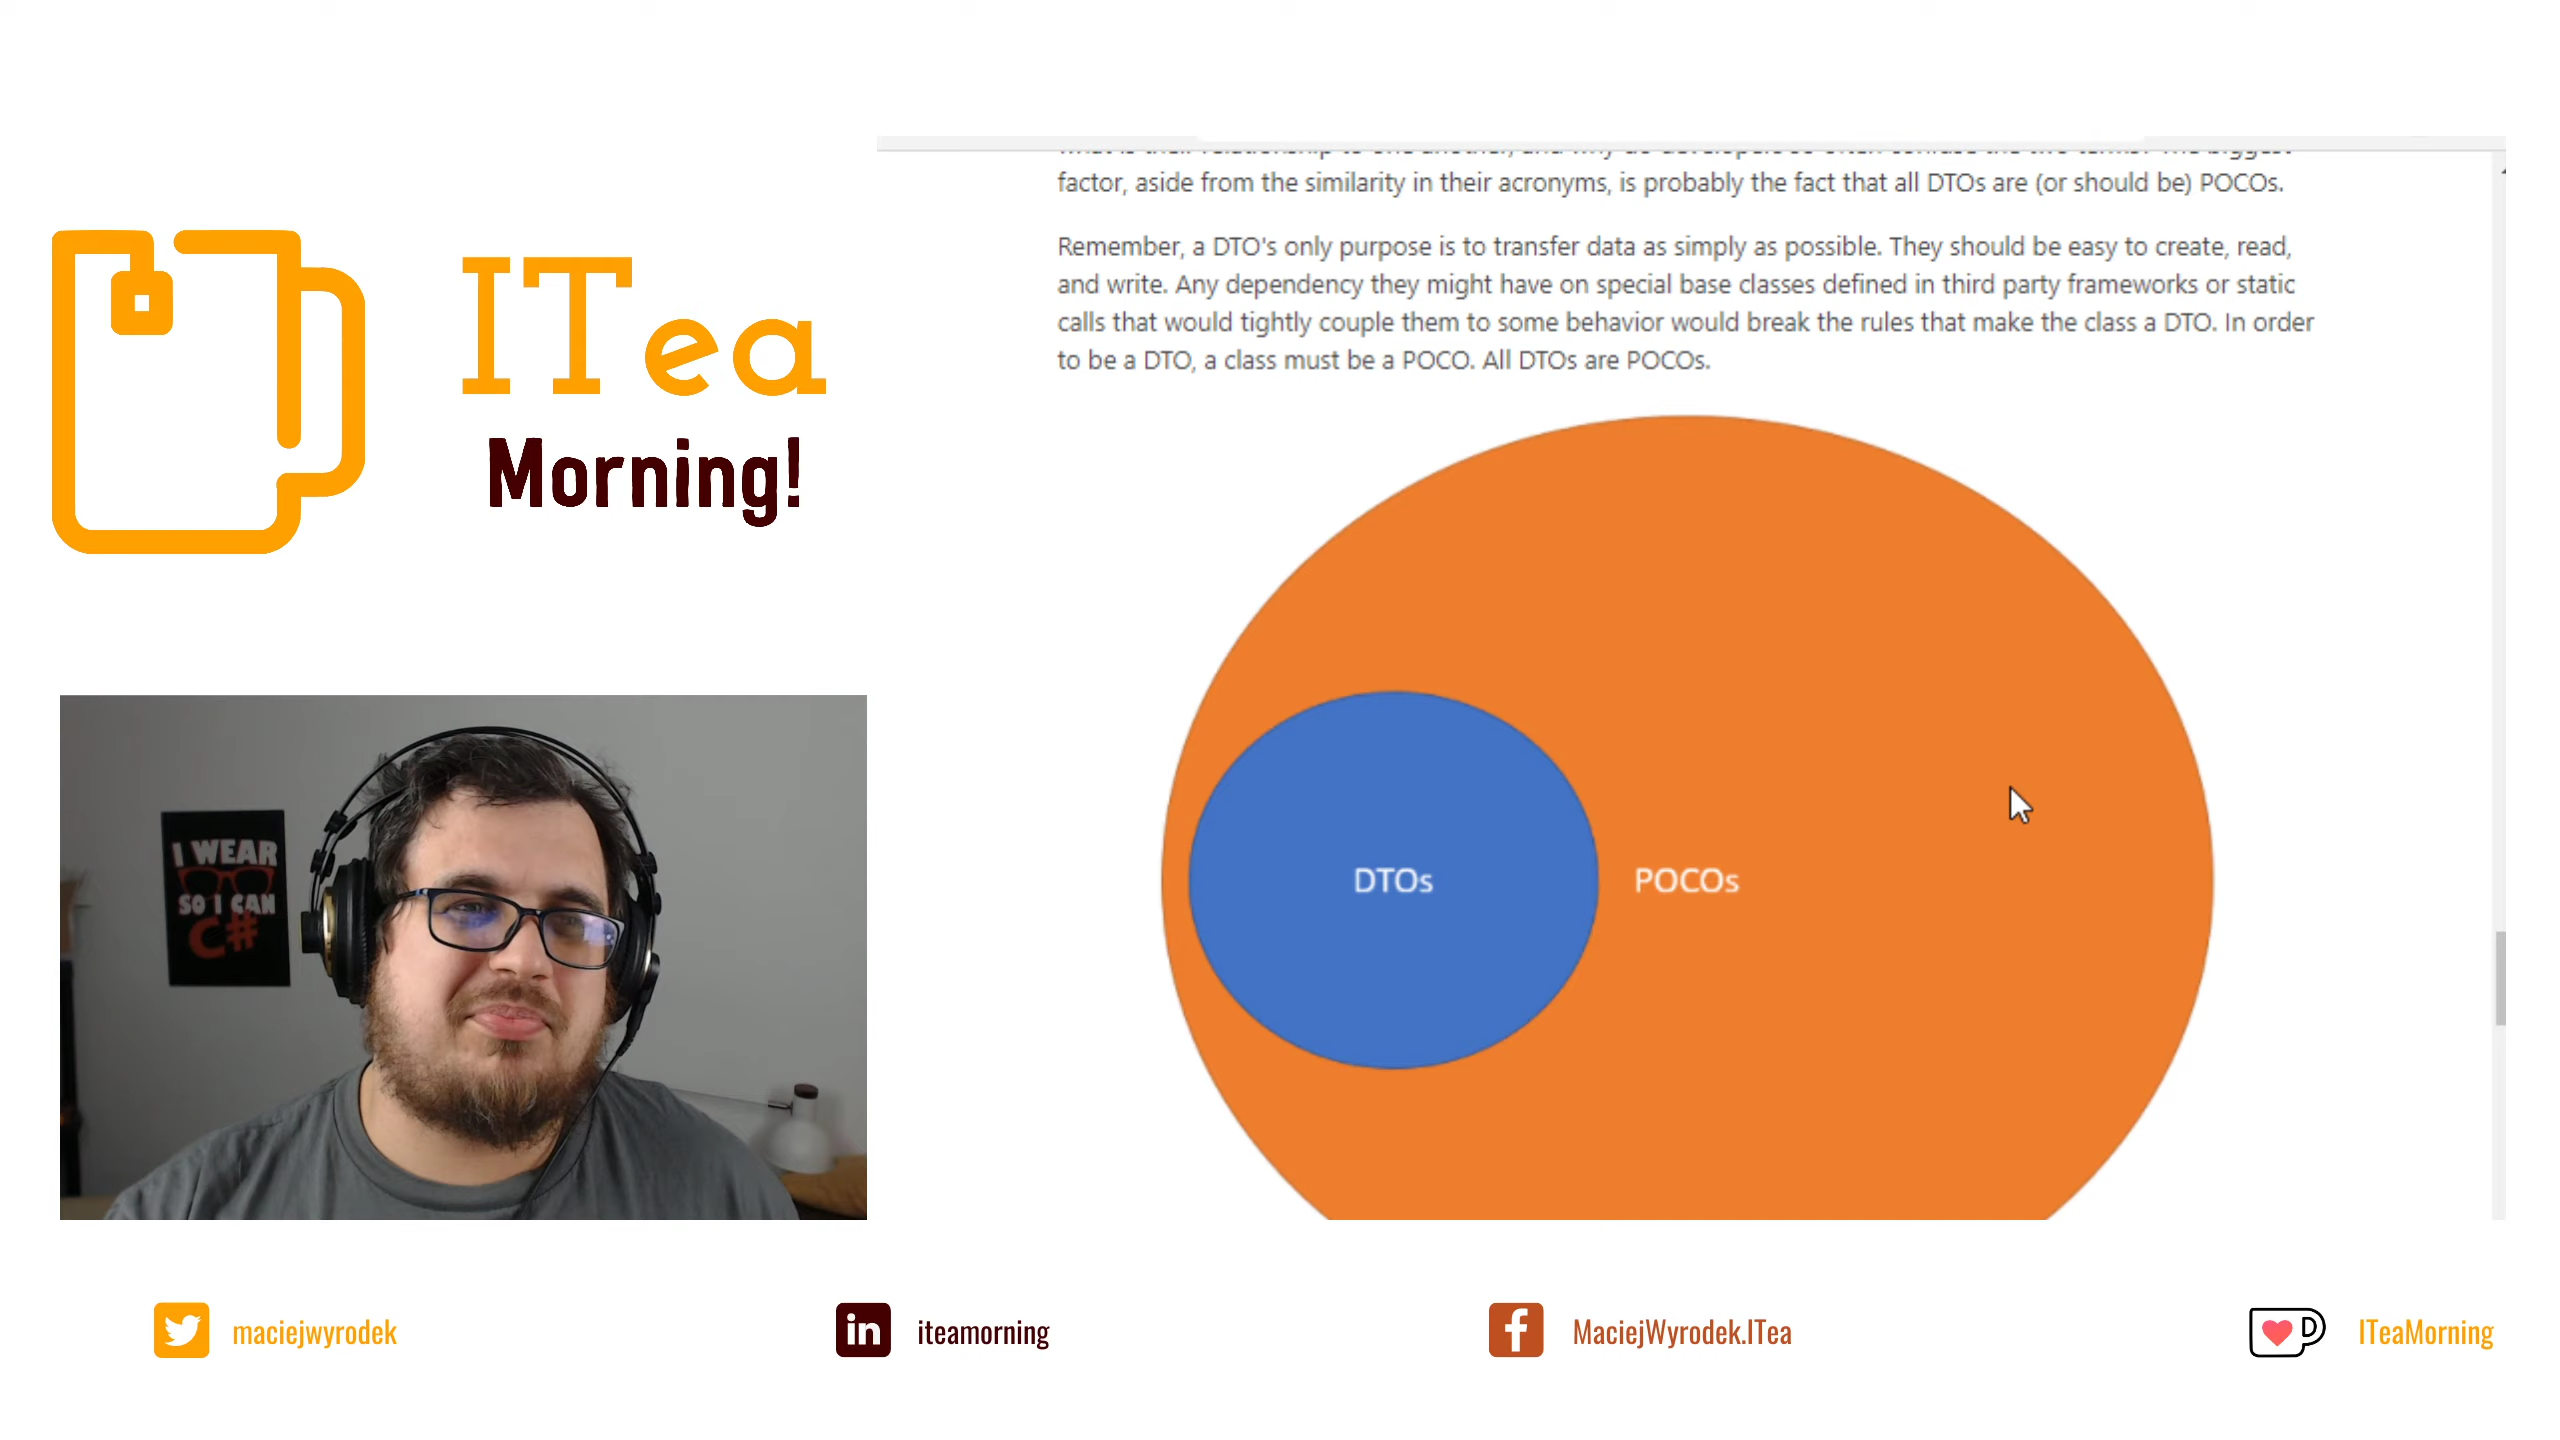 ITea
Morning!
factor, aside from the similarity in their acronyms, is probably the fact that all DTOs are (or should be) POCOs.
Remember, a DTO's only purpose is to transfer data as simply as possible. They should be easy to create, read,
and write. Any dependency they might have on special base classes defined in third party frameworks or static
calls that would tightly couple them to some behavior would break the rules that make the class a DTO. In order
to be a DTO, a class must be a POCO. All DTOs are POCOs.
DTOs
POCOs
I WEAR
SO I CAN
C#
maciejwyrodek
in
iteamorning
f
MaciejWyrodek.ITea
ITeaMorning